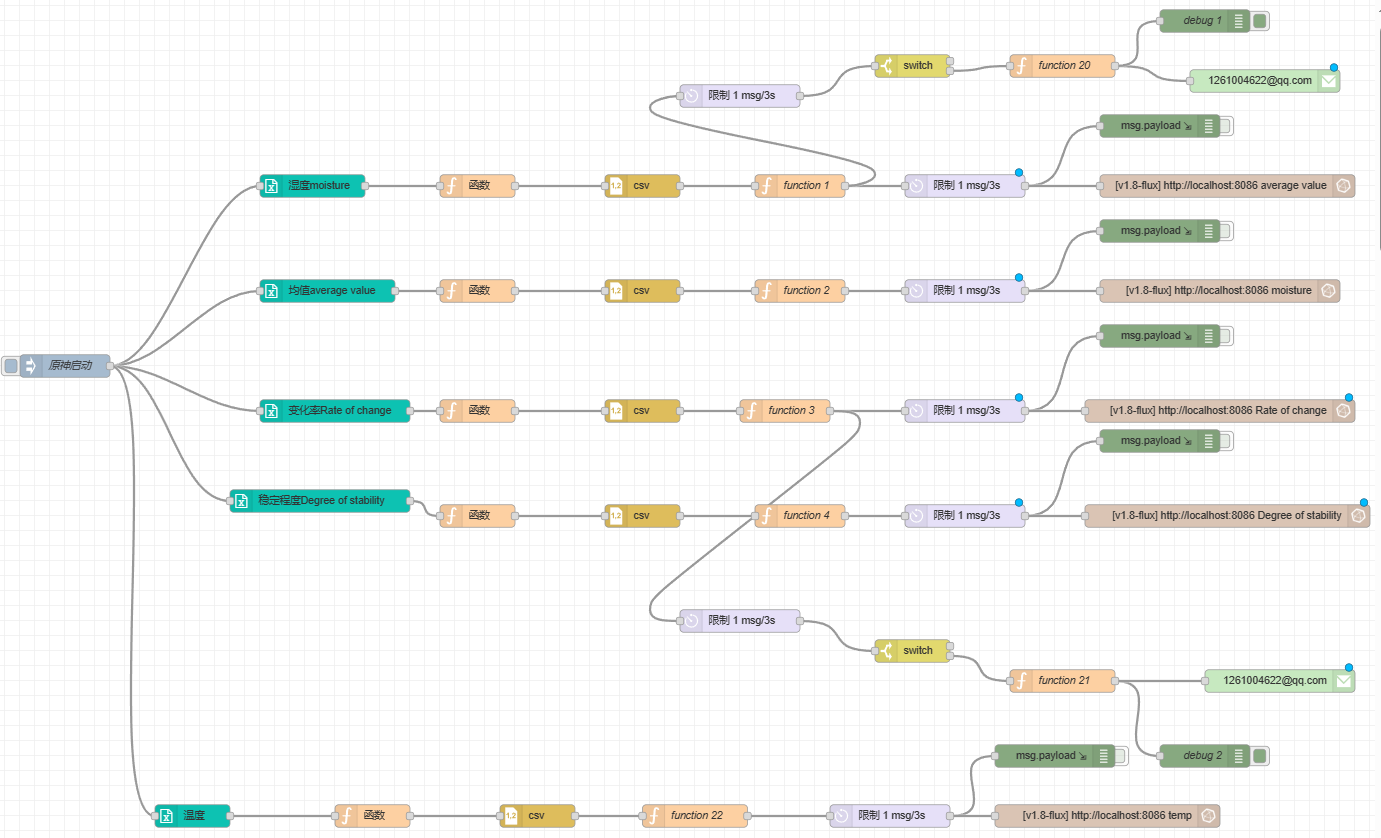 debug 1
switch
function 20
1261004622@qq.com
限制 1 msg/3s
msg.payload
湿度moisture
函数
csv
function 1
限制 1 msg/3s
[v1.8-flux] http://localhost:8086 average value
msg.payload
均值average value
函数
csv
function 2
限制 1 msg/3s
[v1.8-flux] http://localhost:8086 moisture
msg.payload
原神启动
变化率Rate of change
函数
csv
function 3
限制 1 msg/3s
[v1.8-flux] http://localhost:8086 Rate of change
msg.payload
稳定程度Degree of stability
函数
csv
function 4
限制 1 msg/3s
[v1.8-flux] http://localhost:8086 Degree of stability
限制 1 msg/3s
switch
function 21
1261004622@qq.com
msg.payload
debug 2
温度
函数
csv
function 22
限制 1 msg/3s
[v1.8-flux] http://localhost:8086 temp